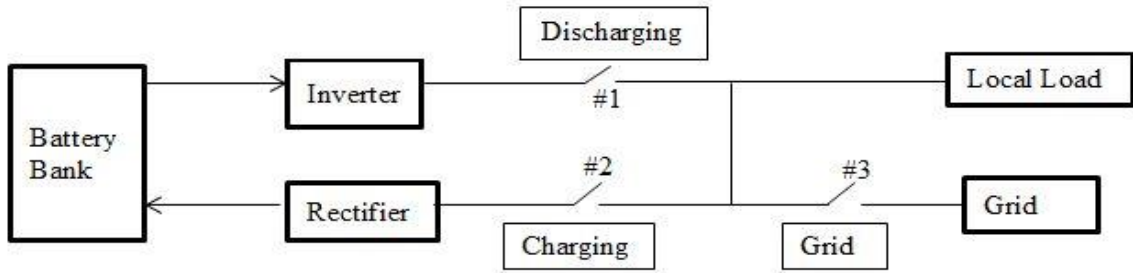 Discharging
Battery
Bank
Inverter
#1
Local Load
Rectifier
#2
#3
Grid
Charging
Grid